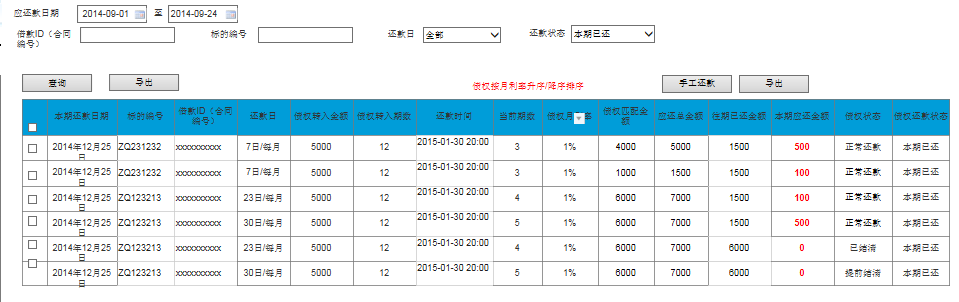 应还款日期 2014-09-01 至 2014-09-24
借款ID（合同编号） 标的编号 还款日 全部 还款状态 本期已还
查询 导出 债权按月利率升序/降序排序 手工还款 导出
本期还款日期 标的编号 借款ID（合同编号） 还款日 债权转入金额 债权转入期数 还款时间 当前期数 债权月 率 债权匹配金额 应还总金额 往期已还金额 本期应还金额 债权状态 债权还款状态
2014年12月25日 ZQ231232 xxxxxxxxxx 7日/每月 5000 12 2015-01-30 20:00 3 1% 4000 5000 1500 500 正常还款 本期已还
2014年12月25日 ZQ231232 xxxxxxxxxx 7日/每月 5000 12 2015-01-30 20:00 3 1% 1000 1500 1500 100 正常还款 本期已还
2014年12月25日 ZQ123213 xxxxxxxxxx 23日/每月 5000 12 2015-01-30 20:00 4 1% 6000 7000 1500 100 正常还款 本期已还
2014年12月25日 ZQ123213 xxxxxxxxxx 30日/每月 5000 12 2015-01-30 20:00 5 1% 6000 7000 1500 500 正常还款 本期已还
2014年12月25日 ZQ123213 xxxxxxxxxx 23日/每月 5000 12 2015-01-30 20:00 4 1% 6000 7000 6000 0 已结清 本期已还
2014年12月25日 ZQ123213 xxxxxxxxxx 30日/每月 5000 12 2015-01-30 20:00 5 1% 6000 7000 6000 0 提前结清 本期已还